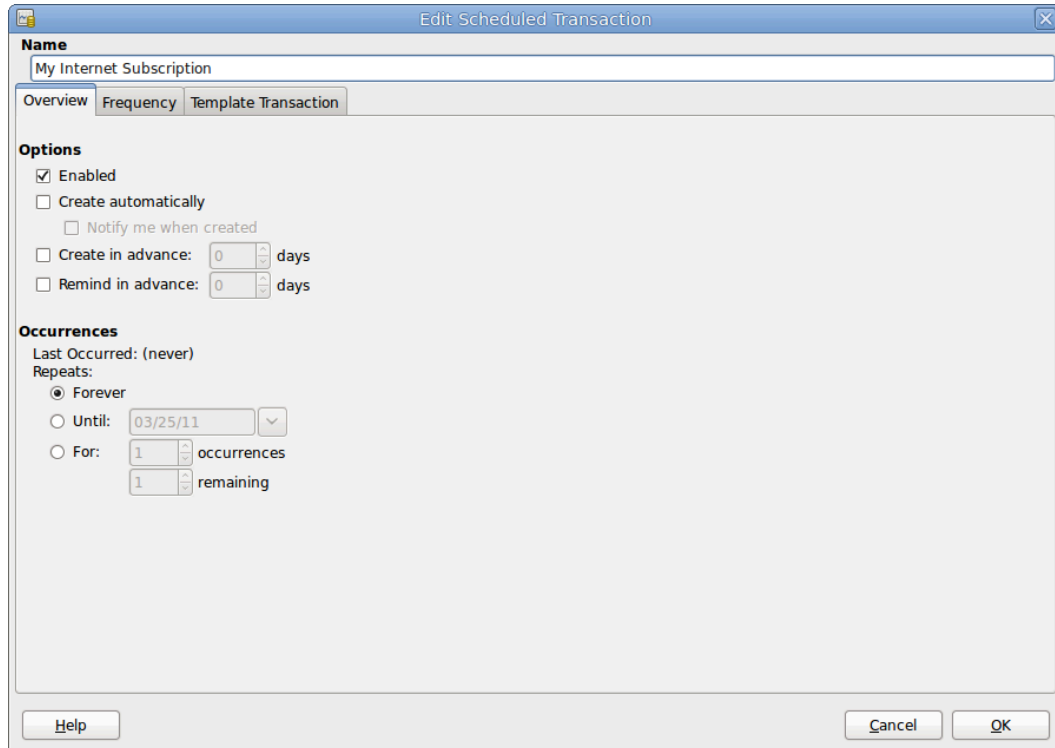 Edit Scheduled Transaction
Name
My Internet Subscription
Overview Frequency Template Transaction
Options
Enabled
Create automatically
Notify me when created
Create in advance: 0 days
Remind in advance: 0 days
Occurrences
Last Occurred: (never)
Repeats:
Forever
Until: 03/25/11
For: 1 occurrences
1 remaining
Help Cancel OK